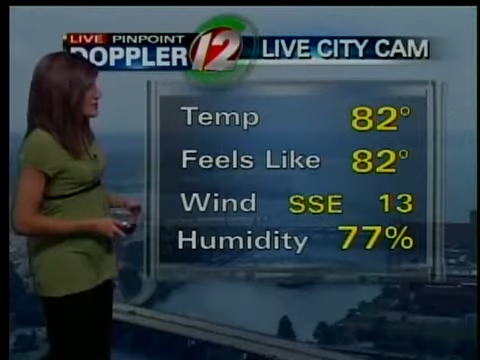 LIVE PINPOINT
DOPPLER 12 LIVE CITY CAM
Temp 82°
Feels Like 82°
Wind SSE 13
Humidity 77%